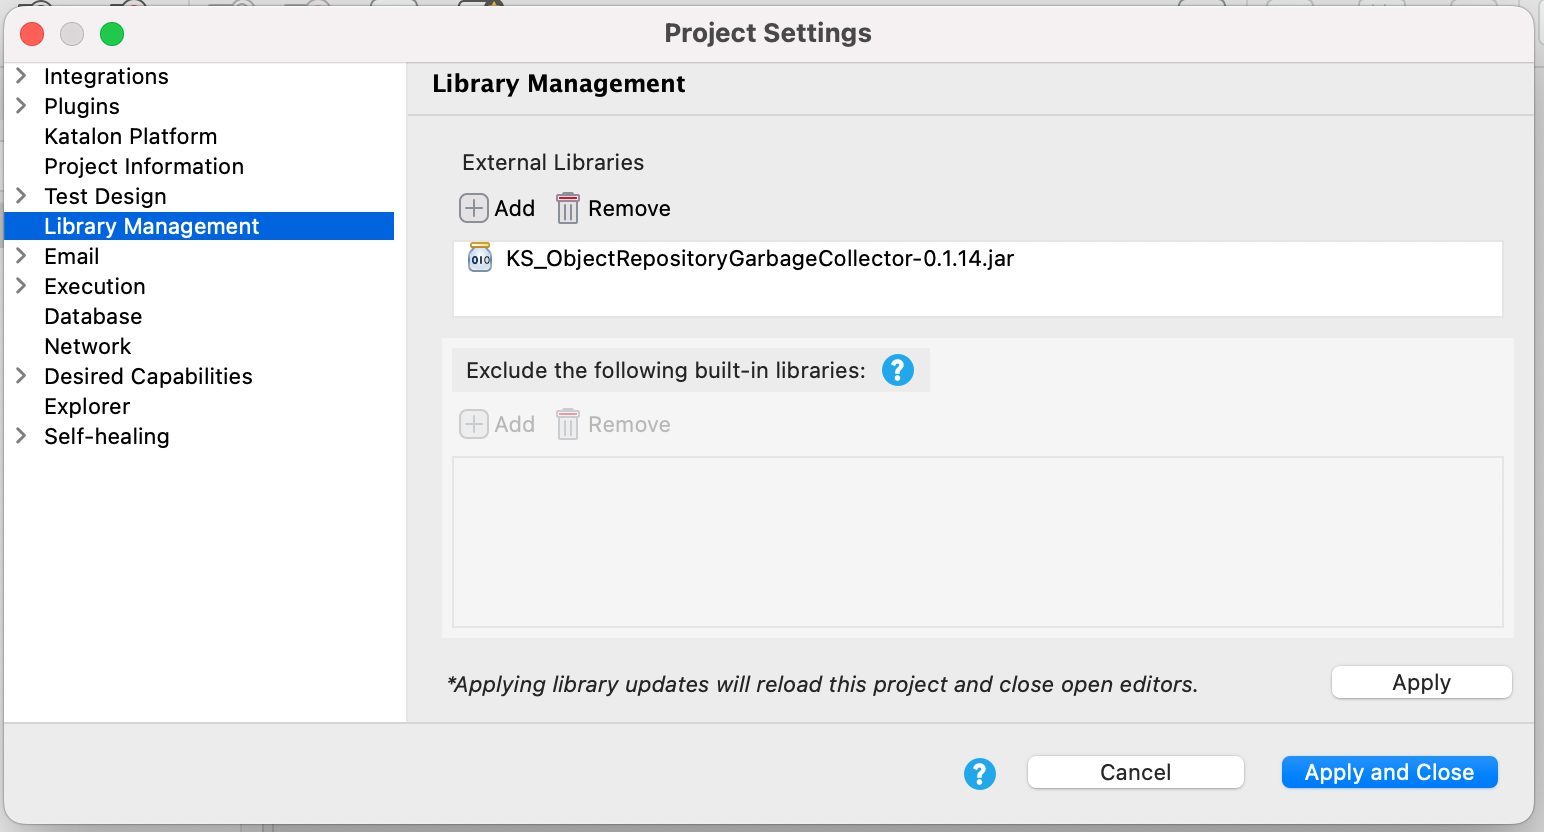 Project Settings
Integrations
Plugins
Katalon Platform
Project Information
Test Design
Library Management
Email
Execution
Database
Network
Desired Capabilities
Explorer
Self-healing
Library Management
External Libraries
Add Remove
010 KS_ObjectRepositoryGarbageCollector-0.1.14.jar
Exclude the following built-in libraries: ?
Add Remove
*Applying library updates will reload this project and close open editors.
Apply
? Cancel Apply and Close